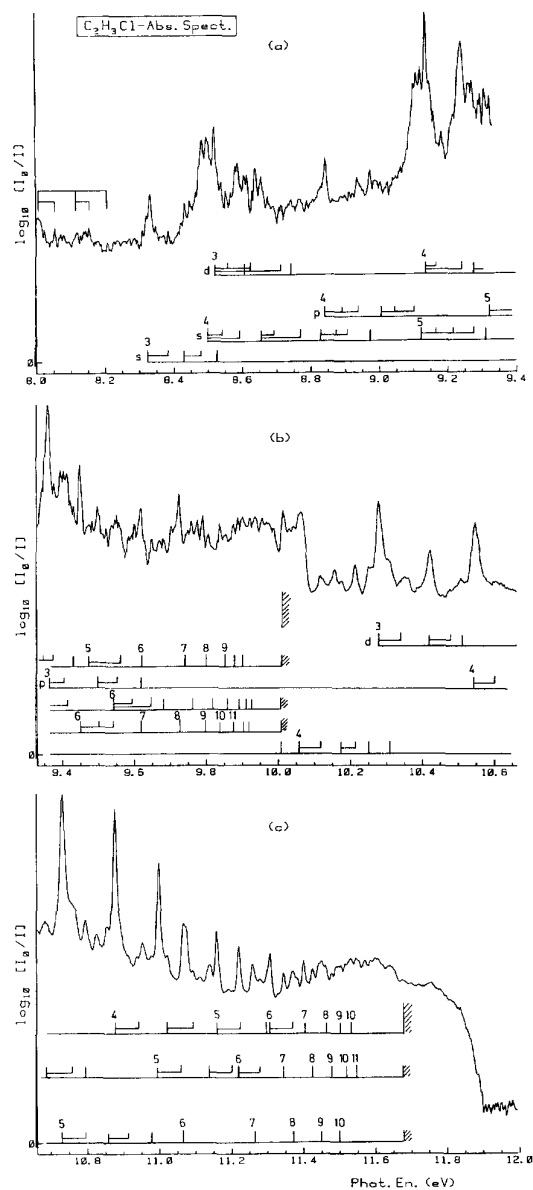 C₂H₃Cl-Abs. Spect.
(a)
log₁₀ [I₀/I]
3 4
d
4 5
p
4 5
s
3
s
0
8.0 8.2 8.4 8.6 8.8 9.0 9.2 9.4
(b)
log₁₀ [I₀/I]
3 4
d
5 6 7 8 9
3 4
p
6
6 7 8 9 10 11
4
0
9.4 9.6 9.8 10.0 10.2 10.4 10.6
(c)
log₁₀ [I₀/I]
4 5 6 7 8 9 10
5 6 7 8 9 10 11
5 6 7 8 9 10
0
10.8 11.0 11.2 11.4 11.6 11.8 12.0
Phot. En. (eV)